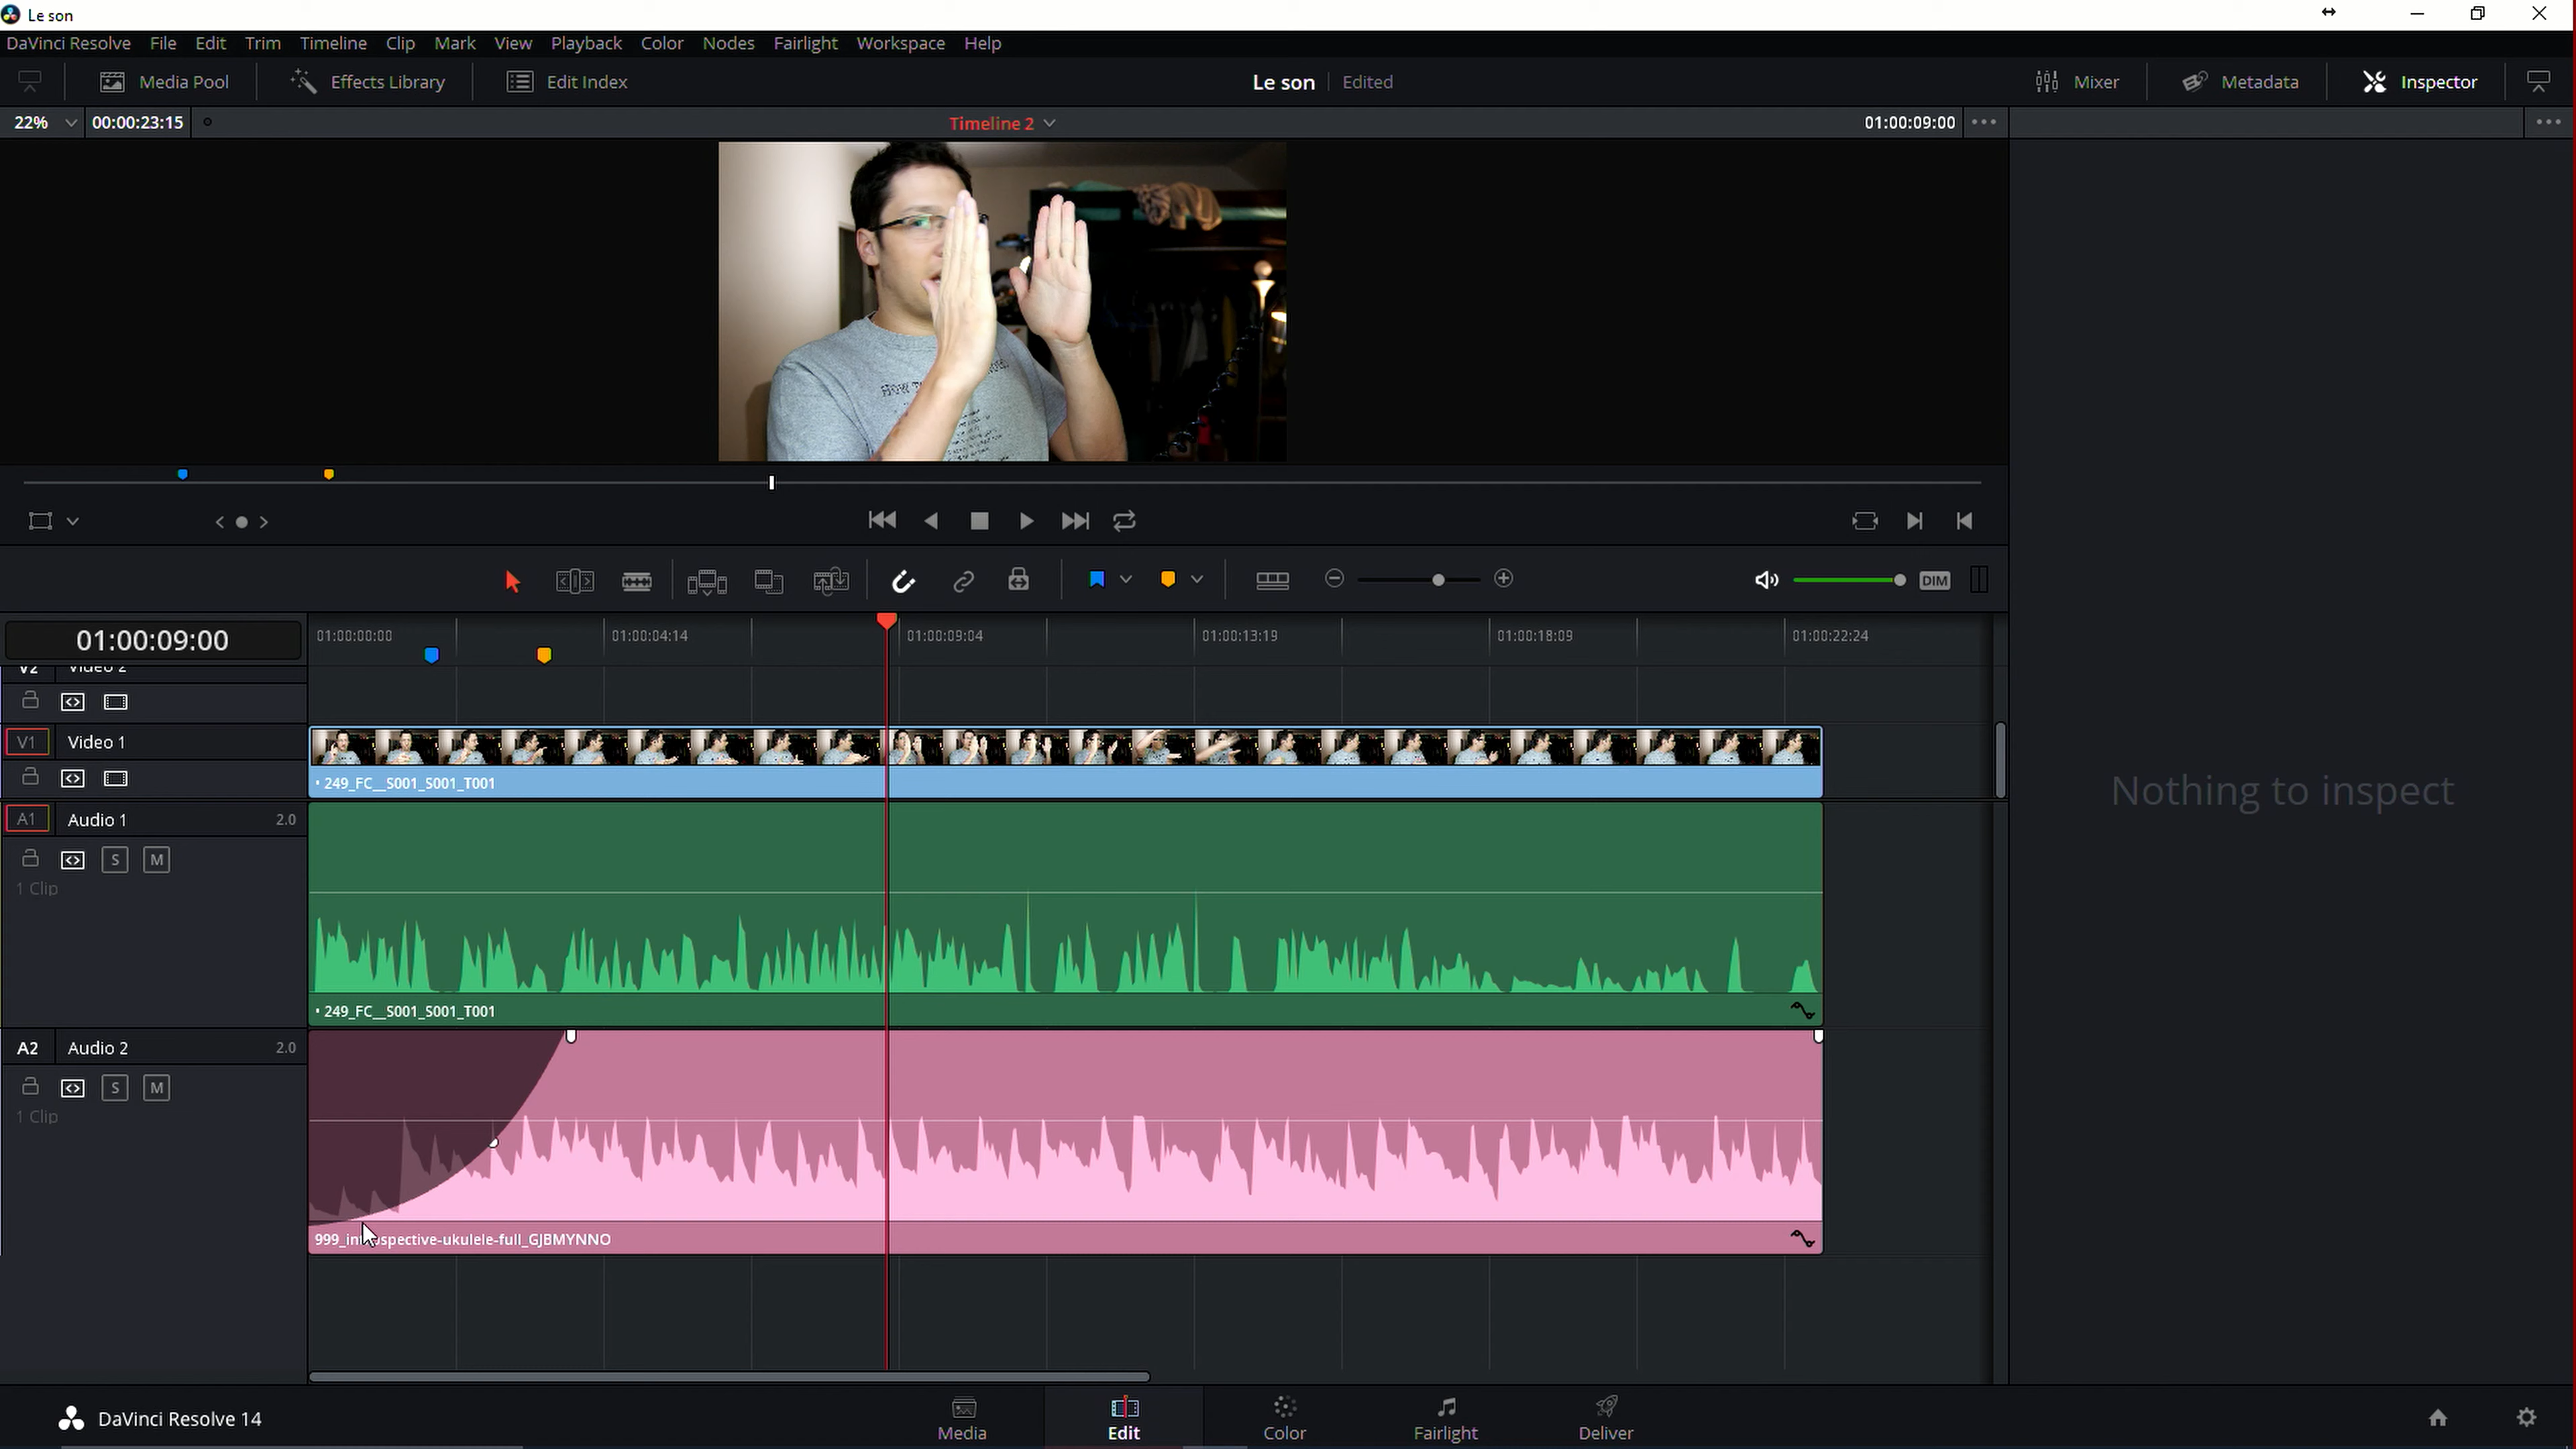 Le son
DaVinci Resolve File Edit Trim Timeline Clip Mark View Playback Color Nodes Fairlight Workspace Help
Media Pool Effects Library Edit Index Le son Edited Mixer Metadata Inspector
22% 00:00:23:15 Timeline 2 01:00:09:00
HOW
DIM
01:00:09:00 01:00:00:00 01:00:04:14 01:00:09:04 01:00:13:19 01:00:18:09 01:00:22:24
V2 Video 2
V1 Video 1
• 249_FC__S001_S001_T001
A1 Audio 1 2.0
S M
1 Clip
• 249_FC__S001_S001_T001
A2 Audio 2 2.0
S M
1 Clip
spective-ukulele-full_GJBMYNNO
Nothing to inspect
DaVinci Resolve 14 Media Edit Color Fairlight Deliver